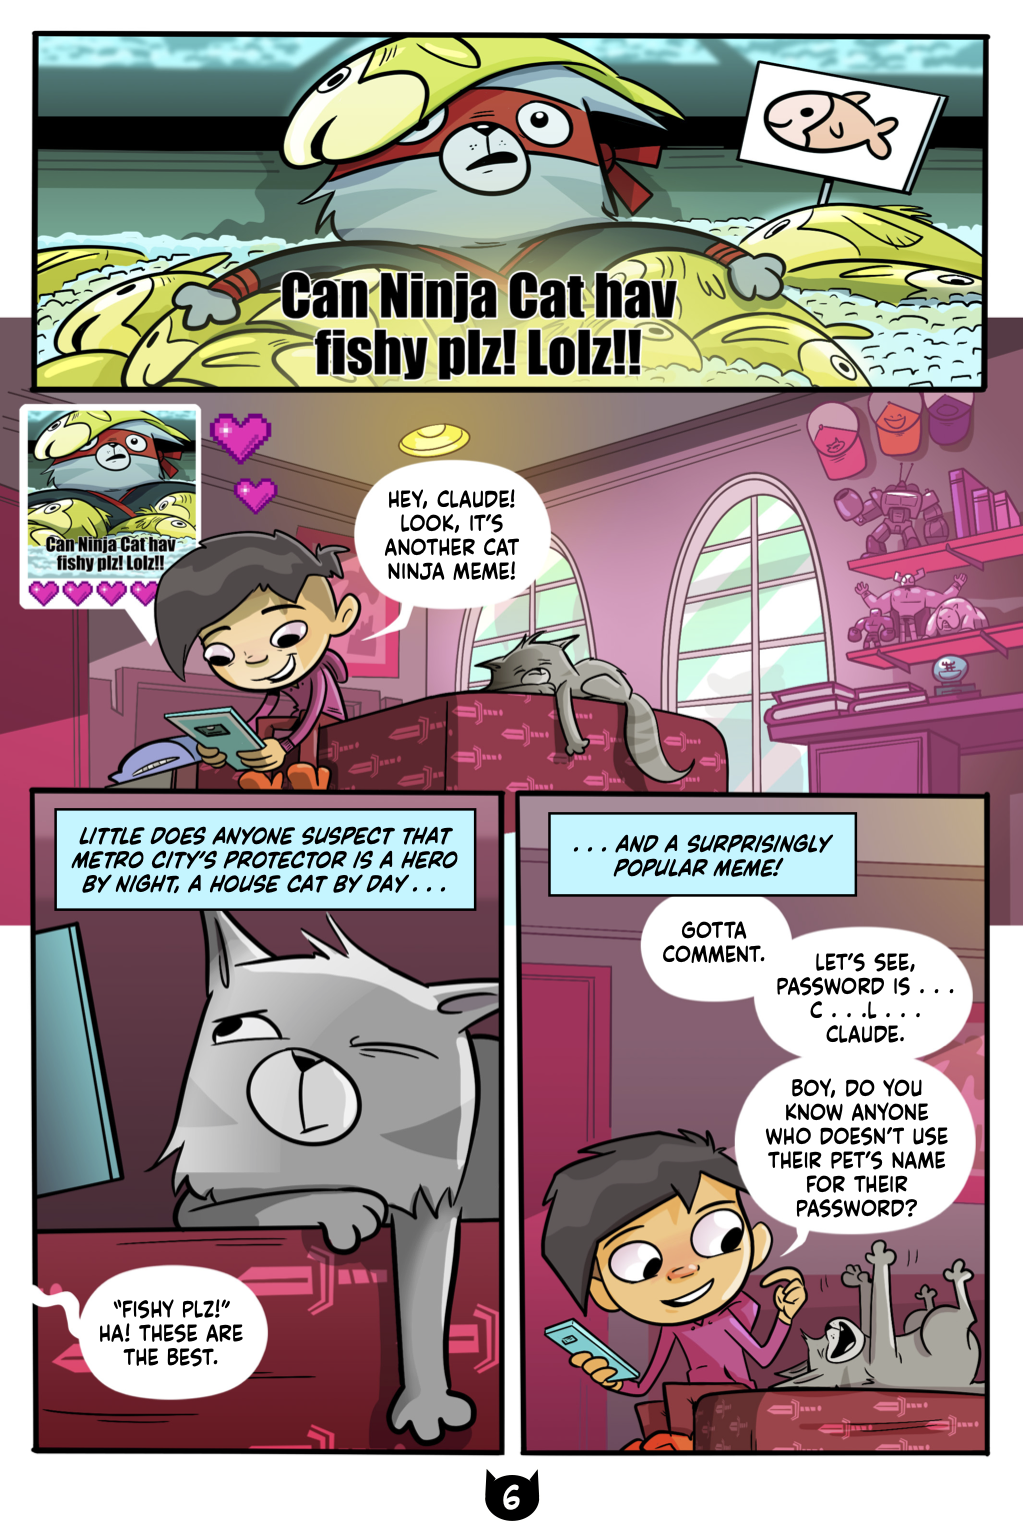 Can Ninja Cat hav
fishy plz! Lolz!!
Can Ninja Cat hav
fishy plz! Lolz!!
HEY, CLAUDE!
LOOK, IT'S
ANOTHER CAT
NINJA MEME!
LITTLE DOES ANYONE SUSPECT THAT
METRO CITY'S PROTECTOR IS A HERO
BY NIGHT, A HOUSE CAT BY DAY . . .
"FISHY PLZ!"
HA! THESE ARE
THE BEST.
. . . AND A SURPRISINGLY
POPULAR MEME!
GOTTA
COMMENT.
LET'S SEE,
PASSWORD IS . . .
C . . .L . . .
CLAUDE.
BOY, DO YOU
KNOW ANYONE
WHO DOESN'T USE
THEIR PET'S NAME
FOR THEIR
PASSWORD?
6